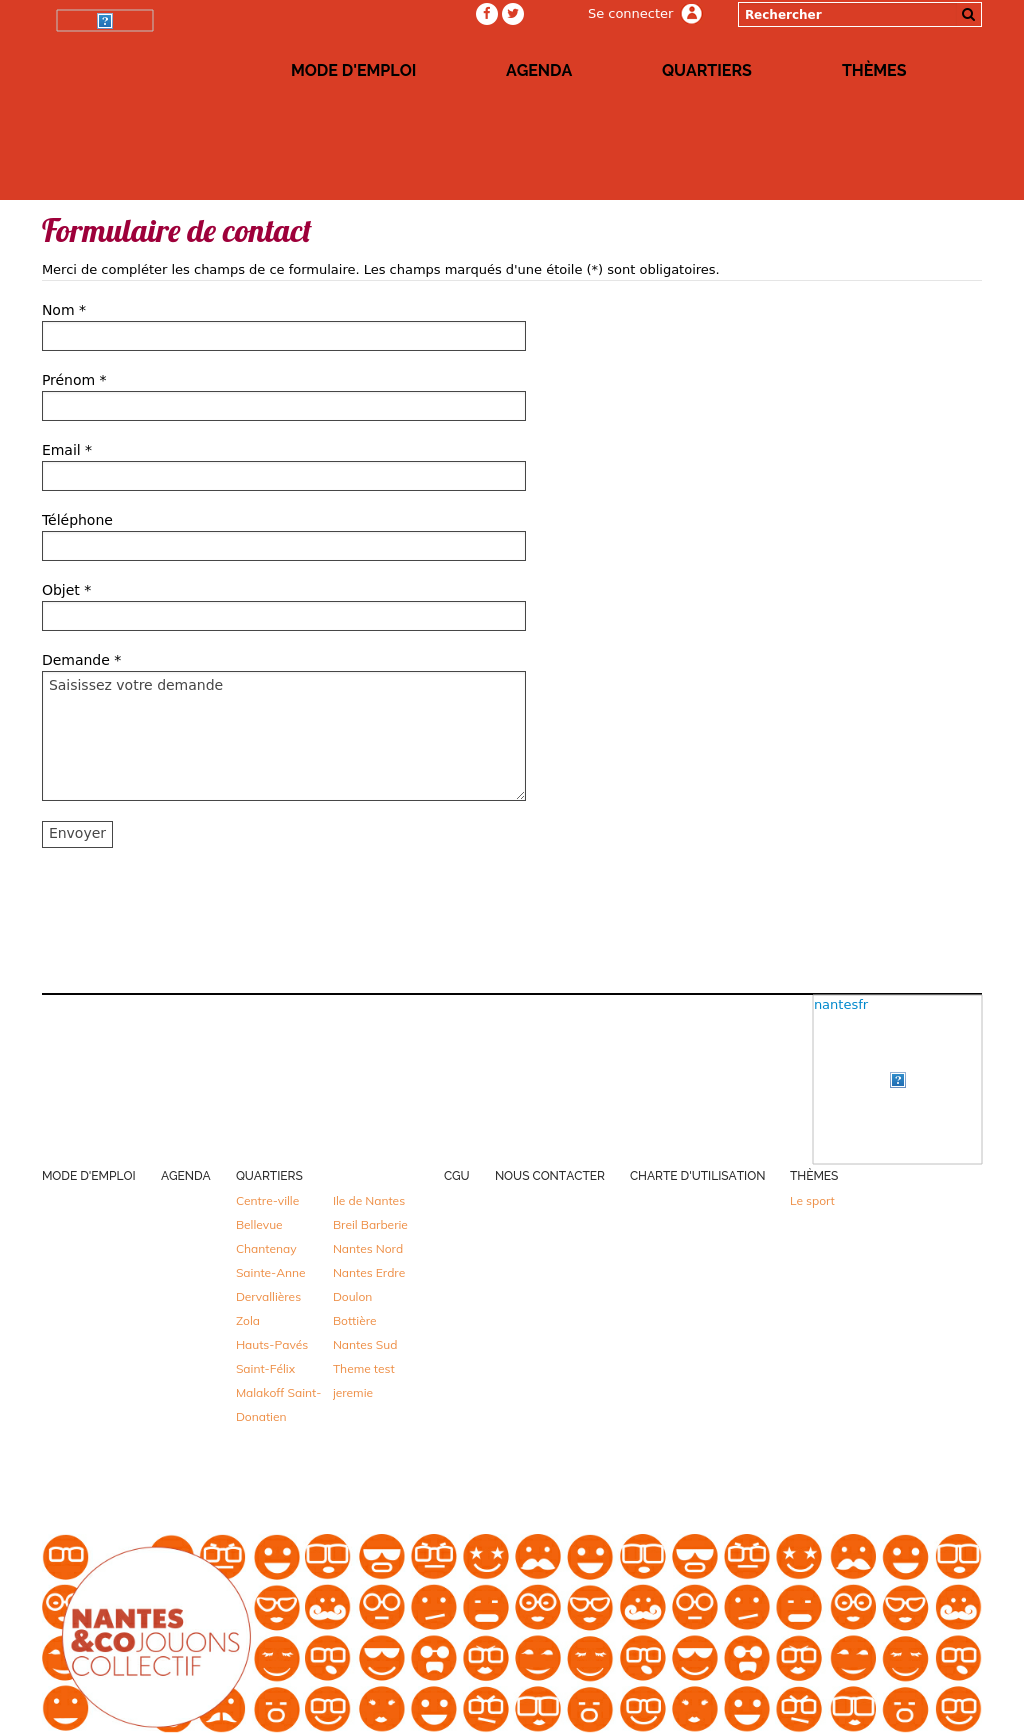 Se connecter
Rechercher
MODE D'EMPLOI AGENDA QUARTIERS THÈMES
Formulaire de contact
Merci de compléter les champs de ce formulaire. Les champs marqués d'une étoile (*) sont obligatoires.
Nom *
Prénom *
Email *
Téléphone
Objet *
Demande *
Saisissez votre demande
Envoyer
nantesfr
MODE D'EMPLOI
AGENDA
QUARTIERS
Centre-ville
Bellevue
Chantenay
Sainte-Anne
Dervallières
Zola
Hauts-Pavés
Saint-Félix
Malakoff Saint-
Donatien
Ile de Nantes
Breil Barberie
Nantes Nord
Nantes Erdre
Doulon
Bottière
Nantes Sud
Theme test
jeremie
CGU
NOUS CONTACTER
CHARTE D'UTILISATION
THÈMES
Le sport
NANTES
&COJOUONS
COLLECTIF